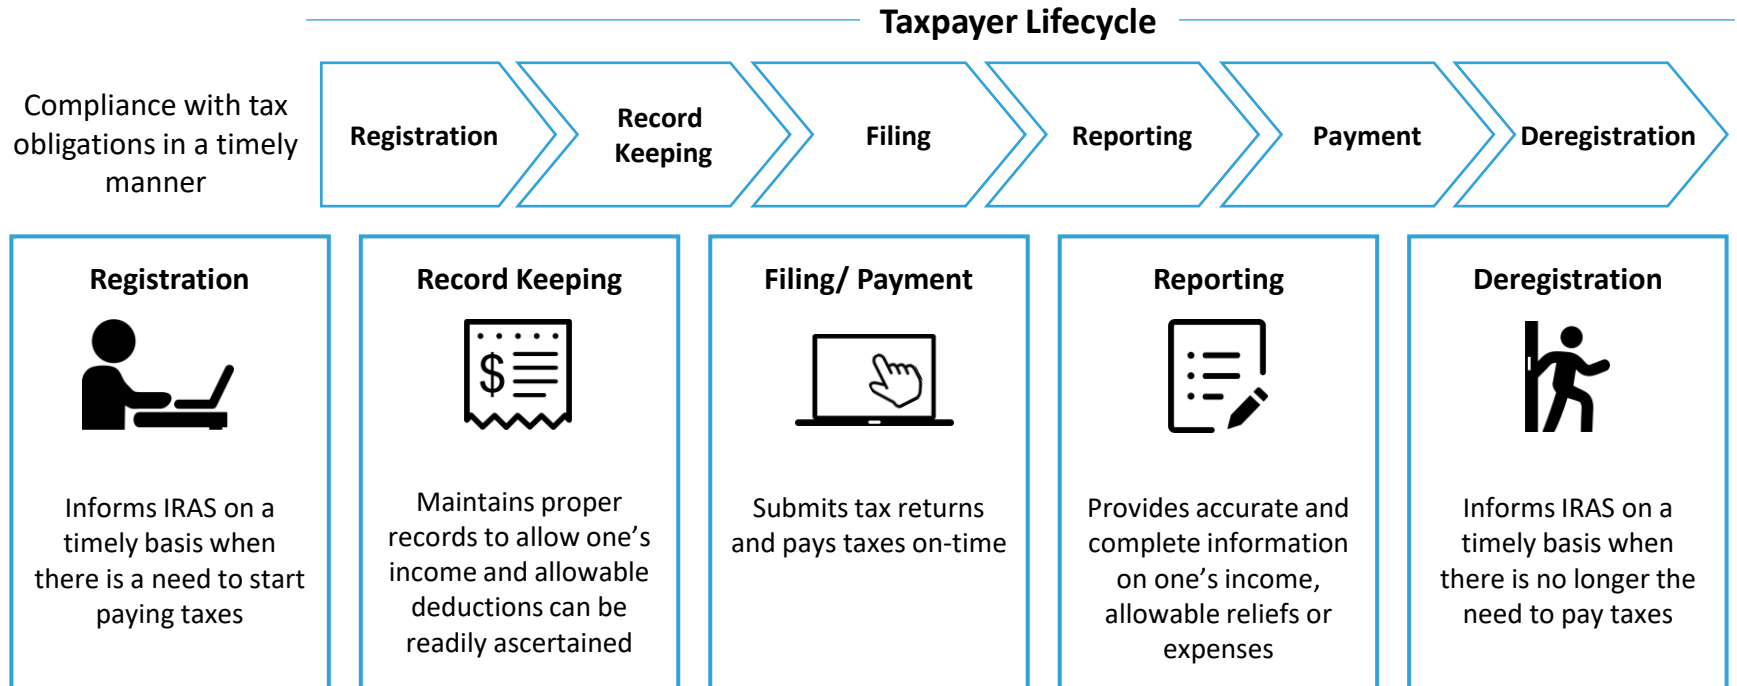 Taxpayer Lifecycle
Compliance with tax
obligations in a timely
manner
Registration
Record
Keeping
Filing
Reporting
Payment
Deregistration
Registration
Informs IRAS on a
timely basis when
there is a need to start
paying taxes
Record Keeping
$
Maintains proper
records to allow one’s
income and allowable
deductions can be
readily ascertained
Filing/ Payment
Submits tax returns
and pays taxes on-time
Reporting
Provides accurate and
complete information
on one’s income,
allowable reliefs or
expenses
Deregistration
Informs IRAS on a
timely basis when
there is no longer the
need to pay taxes